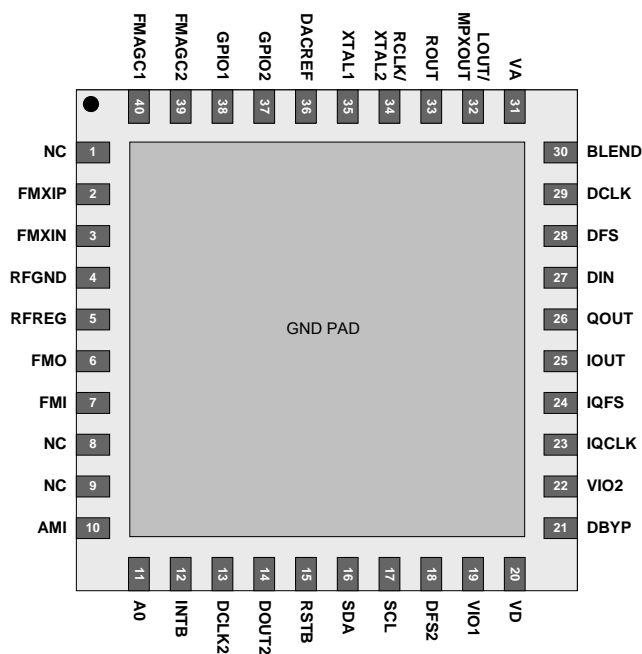 FMAGC1
FMAGC2
GPIO1
GPIO2
DACREF
XTAL1
RCLK/
XTAL2
ROUT
LOUT/
MPXOUT
VA
40
39
38
37
36
35
34
33
32
31
NC 1
FMXIP 2
FMXIN 3
RFGND 4
RFREG 5
FMO 6
FMI 7
NC 8
NC 9
AMI 10
GND PAD
30 BLEND
29 DCLK
28 DFS
27 DIN
26 QOUT
25 IOUT
24 IQFS
23 IQCLK
22 VIO2
21 DBYP
11
12
13
14
15
16
17
18
19
20
A0
INTB
DCLK2
DOUT2
RSTB
SDA
SCL
DFS2
VIO1
VD